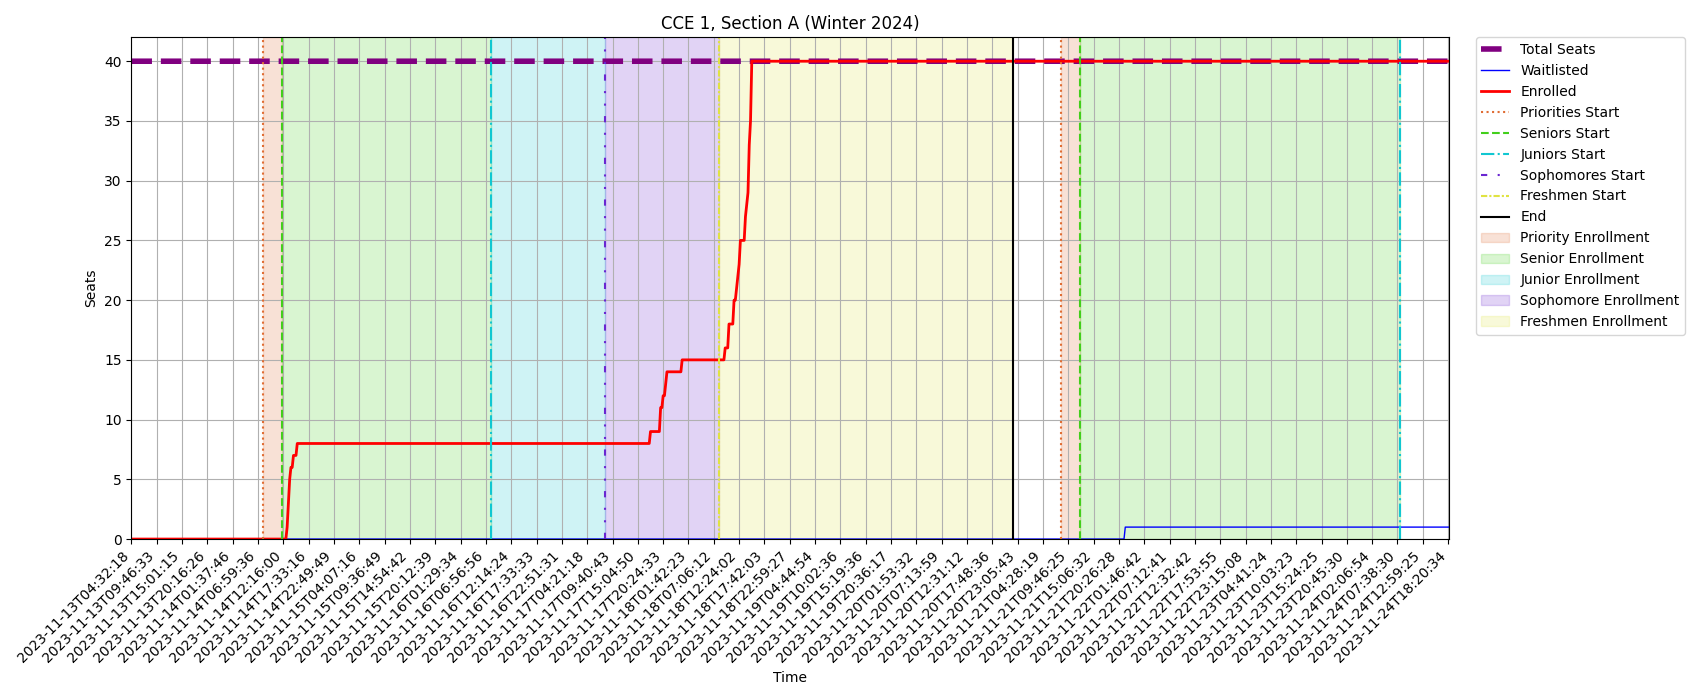 CCE 1, Section A (Winter 2024)
Seats
40
35
30
25
20
15
10
5
0
2023-11-13T04:32:18
2023-11-13T09:46:33
2023-11-13T15:01:15
2023-11-13T20:16:26
2023-11-14T01:37:46
2023-11-14T06:59:36
2023-11-14T12:16:00
2023-11-14T17:33:16
2023-11-14T22:49:49
2023-11-15T04:07:16
2023-11-15T09:36:49
2023-11-15T14:54:42
2023-11-15T20:12:39
2023-11-16T01:29:34
2023-11-16T06:56:56
2023-11-16T12:14:24
2023-11-16T17:33:33
2023-11-16T22:51:31
2023-11-17T04:21:18
2023-11-17T09:40:43
2023-11-17T15:04:50
2023-11-17T20:24:33
2023-11-18T01:42:23
2023-11-18T07:06:12
2023-11-18T12:24:02
2023-11-18T17:42:03
2023-11-18T22:59:27
2023-11-19T04:44:54
2023-11-19T10:02:36
2023-11-19T15:19:36
2023-11-19T20:36:17
2023-11-20T01:53:32
2023-11-20T07:13:59
2023-11-20T12:31:12
2023-11-20T17:48:36
2023-11-20T23:05:43
2023-11-21T04:28:19
2023-11-21T09:46:25
2023-11-21T15:06:32
2023-11-21T20:26:28
2023-11-22T01:46:42
2023-11-22T07:12:41
2023-11-22T12:32:42
2023-11-22T17:53:55
2023-11-22T23:15:08
2023-11-23T04:41:24
2023-11-23T10:03:23
2023-11-23T15:24:25
2023-11-23T20:45:30
2023-11-24T02:06:54
2023-11-24T07:38:30
2023-11-24T12:59:25
2023-11-24T18:20:34
Time
Total Seats
Waitlisted
Enrolled
Priorities Start
Seniors Start
Juniors Start
Sophomores Start
Freshmen Start
End
Priority Enrollment
Senior Enrollment
Junior Enrollment
Sophomore Enrollment
Freshmen Enrollment